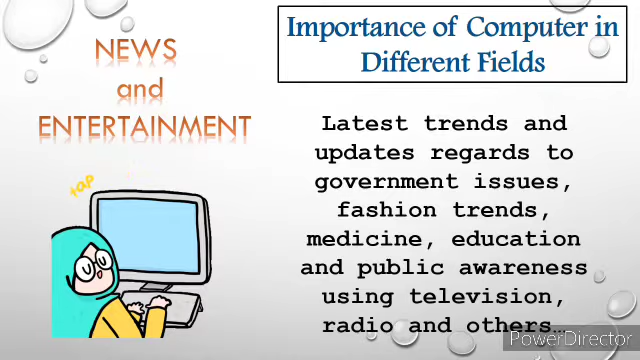 NEWS
and
ENTERTAINMENT
tap
Importance of Computer in
Different Fields
Latest trends and
updates regards to
government issues,
fashion trends,
medicine, education
and public awareness
using television,
radio and others…
PowerDirector